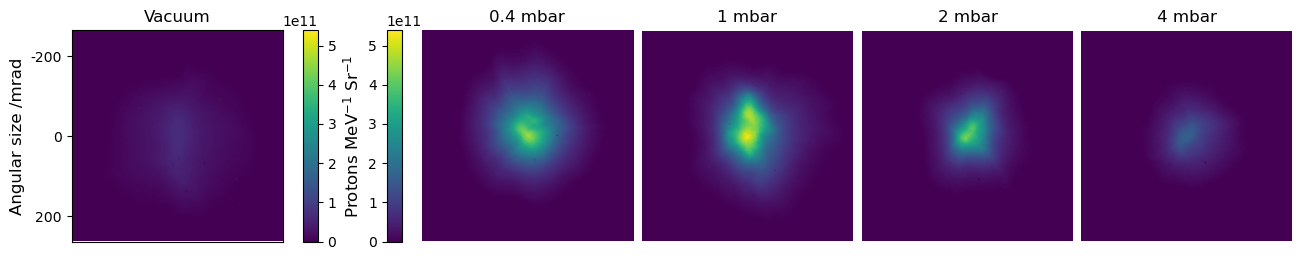 Vacuum
Angular size /mrad
-200
0
200
1e11
5
4
3
2
1
0
Protons MeV⁻¹ Sr⁻¹
1e11
5
4
3
2
1
0
0.4 mbar
1 mbar
2 mbar
4 mbar